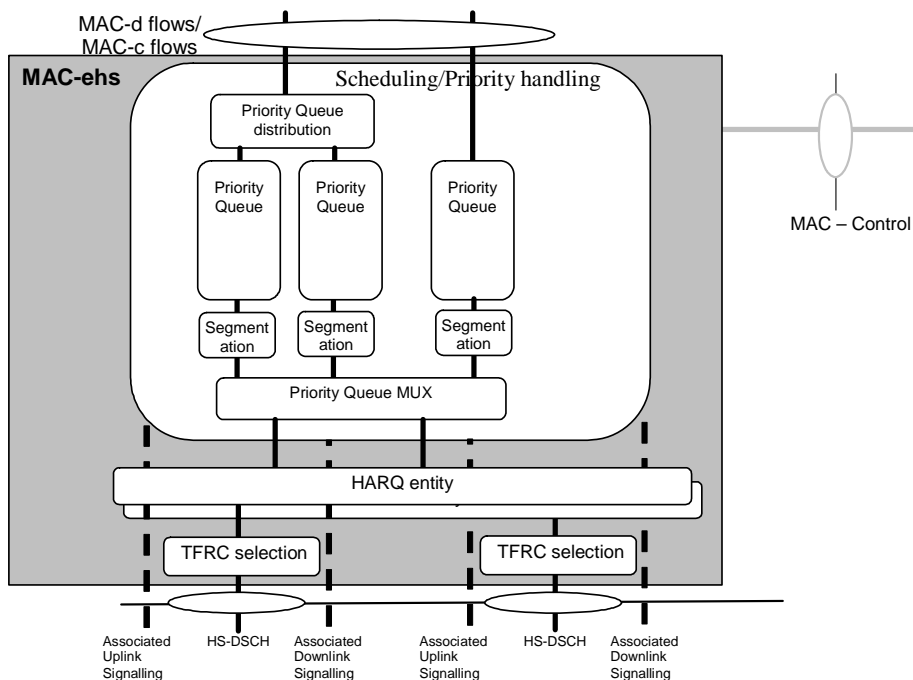 MAC-d flows/
MAC-c flows
MAC-ehs
Scheduling/Priority handling
Priority Queue
distribution
Priority
Queue
Priority
Queue
Priority
Queue
MAC – Control
Segment
ation
Segment
ation
Segment
ation
Priority Queue MUX
HARQ entity
TFRC selection
TFRC selection
Associated
Uplink
Signalling
HS-DSCH
Associated
Downlink
Signalling
Associated
Uplink
Signalling
HS-DSCH
Associated
Downlink
Signalling